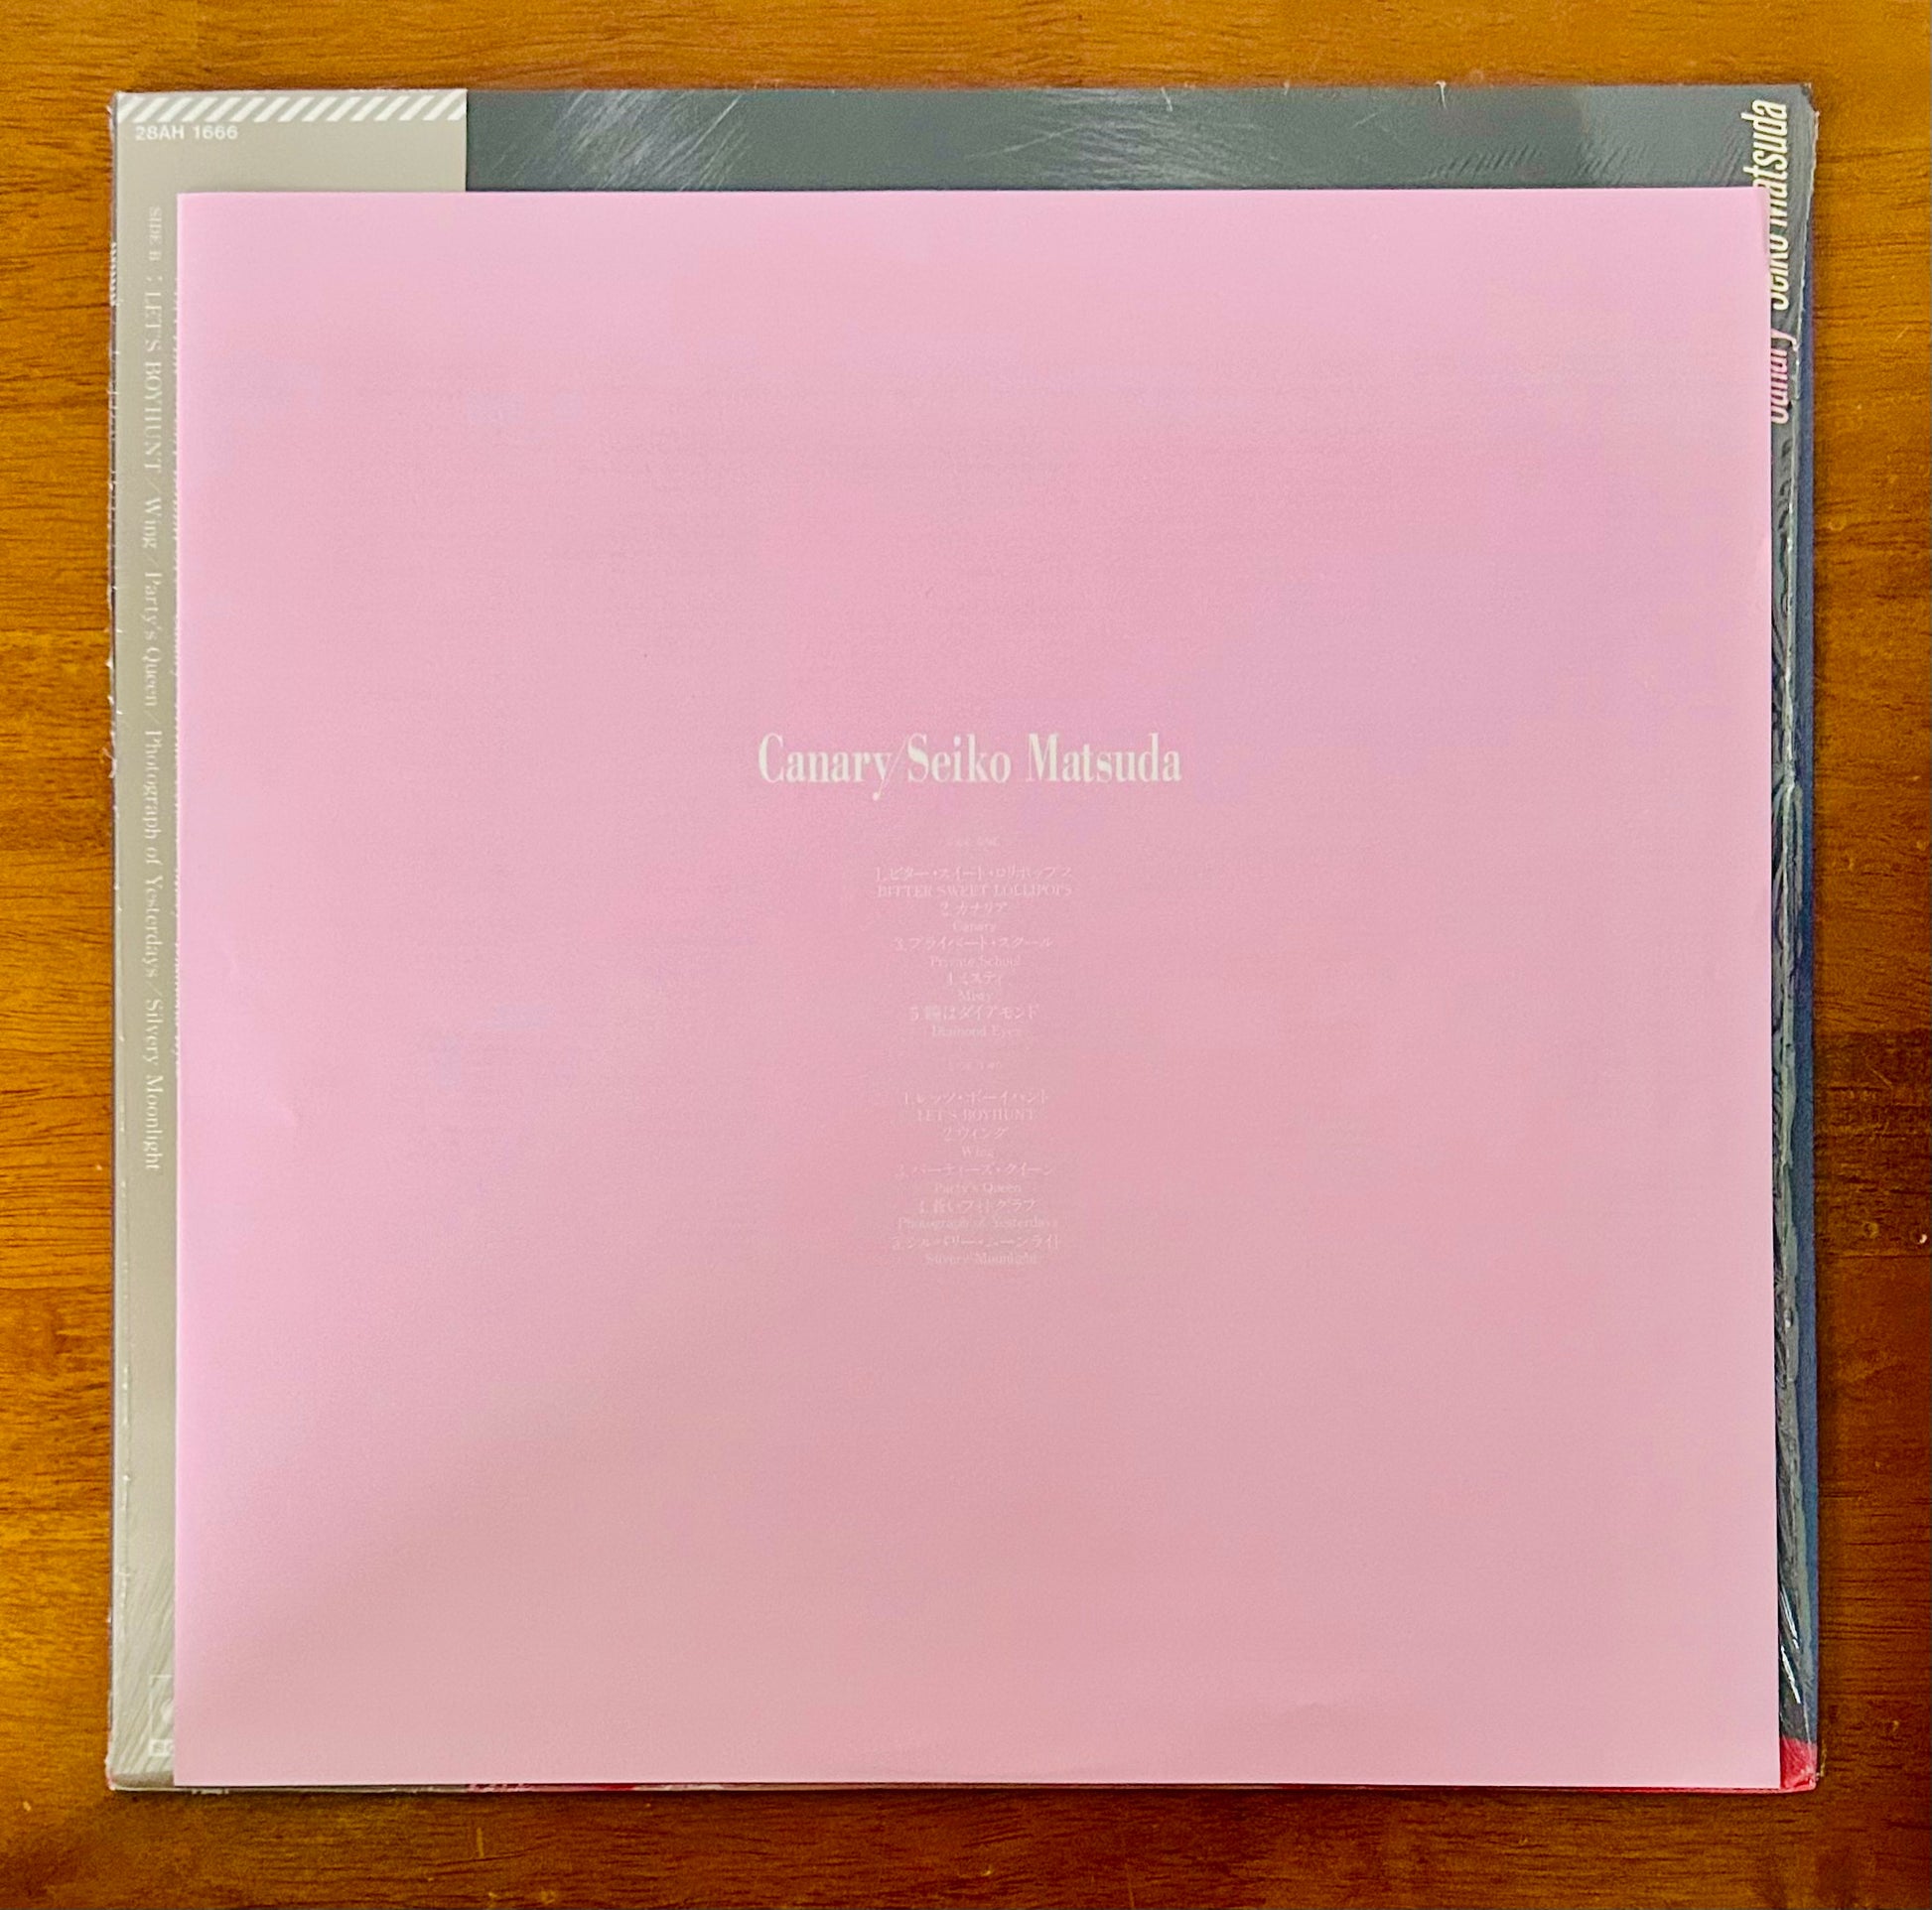 28AH 1666
SIDE B : LET'S BOYHUNT / Wing / Party's Queen / Photograph of Yesterdays / Silvery Moonlight
Canary Seiko Matsuda
Canary/Seiko Matsuda
1.ビター・スイート・ロリポップス
BITTER SWEET LOLLIPOPS
2.カナリア
Canary
3.プライベート・スクール
Private School
4.ミスティ
Misty
5.瞳はダイアモンド
Diamond Eyes
1.レッツ・ボーイハント
LET'S BOYHUNT
2.ウィング
Wing
3.パーティーズ・クイーン
Party's Queen
4.蒼いフォトグラフ
Photograph of Yesterdays
5.シルバリー・ムーンライト
Silvery Moonlight